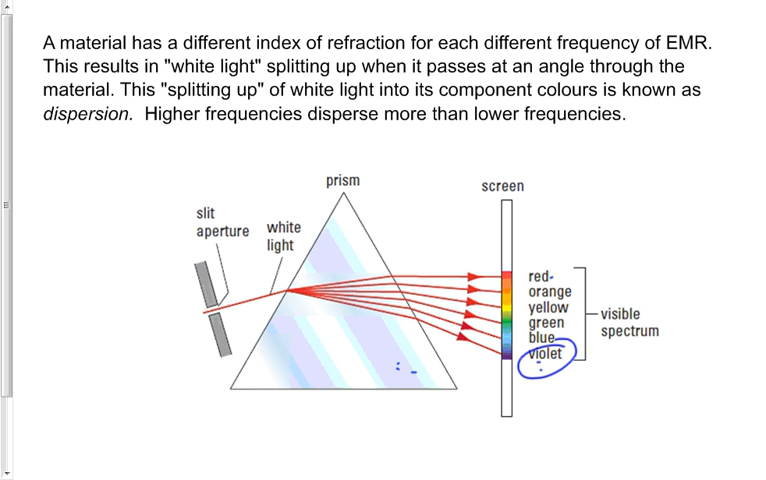 A material has a different index of refraction for each different frequency of EMR.
This results in "white light" splitting up when it passes at an angle through the
material. This "splitting up" of white light into its component colours is known as
dispersion. Higher frequencies disperse more than lower frequencies.
prism
screen
slit
aperture
white
light
red
orange
yellow
green
blue
violet
visible
spectrum